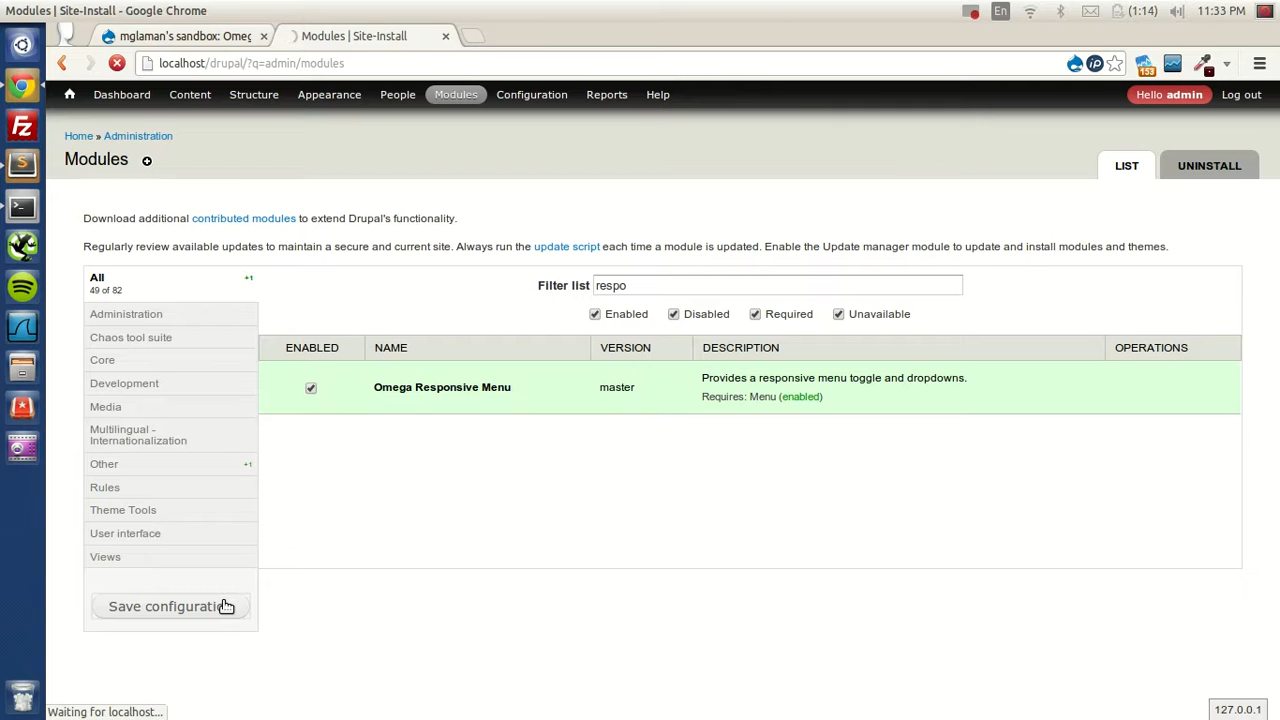 Modules | Site-Install - Google Chrome
En
(1:14)
11:33 PM
mglaman's sandbox: Omeg
Modules | Site-Install
localhost/drupal/?q=admin/modules
153
Dashboard Content Structure Appearance People Modules Configuration Reports Help
Hello admin Log out
Home » Administration
Modules
LIST UNINSTALL
Download additional contributed modules to extend Drupal's functionality.
Regularly review available updates to maintain a secure and current site. Always run the update script each time a module is updated. Enable the Update manager module to update and install modules and themes.
All +1
49 of 82
Administration
Chaos tool suite
Core
Development
Media
Multilingual -
Internationalization
Other +1
Rules
Theme Tools
User interface
Views
Save configuratio
Filter list respo
Enabled Disabled Required Unavailable
ENABLED NAME VERSION DESCRIPTION OPERATIONS
Omega Responsive Menu master Provides a responsive menu toggle and dropdowns.
Requires: Menu (enabled)
Waiting for localhost...
127.0.0.1